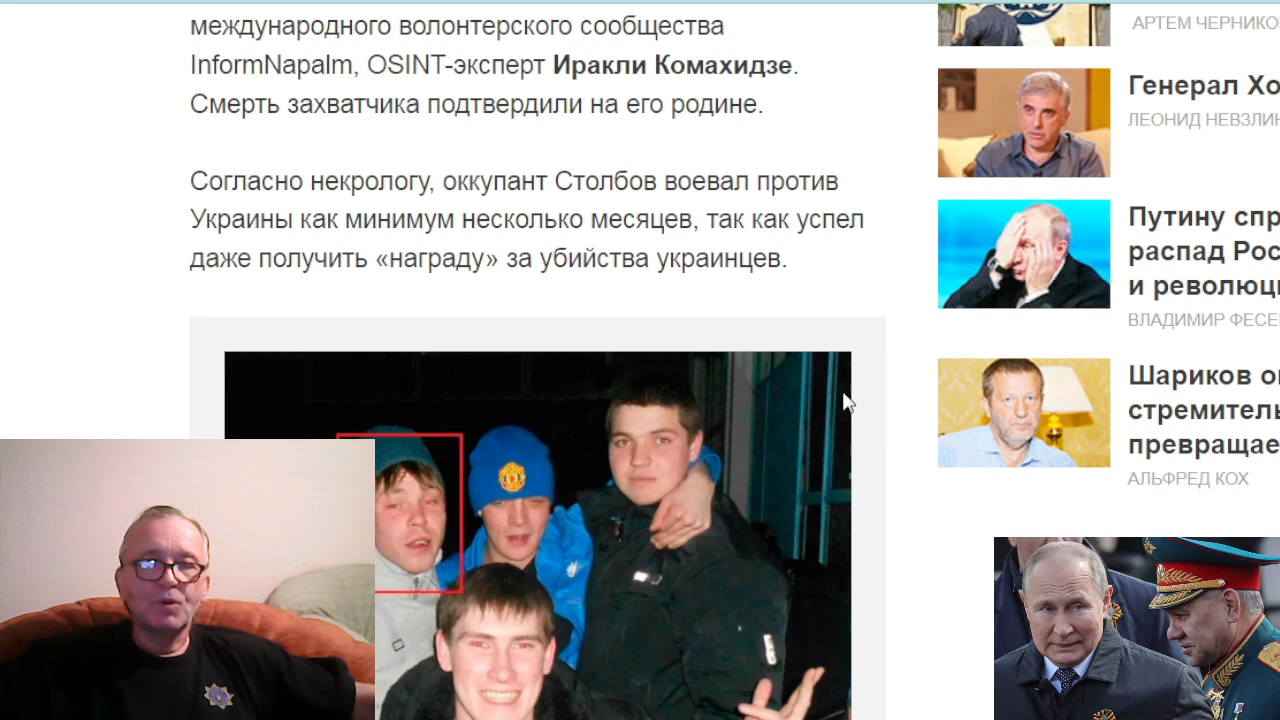 международного волонтерского сообщества
InformNapalm, OSINT-эксперт Иракли Комахидзе.
Смерть захватчика подтвердили на его родине.
Согласно некрологу, оккупант Столбов воевал против
Украины как минимум несколько месяцев, так как успел
даже получить «награду» за убийства украинцев.
АРТЕМ ЧЕРНИКО
Генерал Хо
ЛЕОНИД НЕВЗЛИН
Путину спр
распад Рос
и революц
ВЛАДИМИР ФЕСЕ
Шариков о
стремитель
превращае
АЛЬФРЕД КОХ